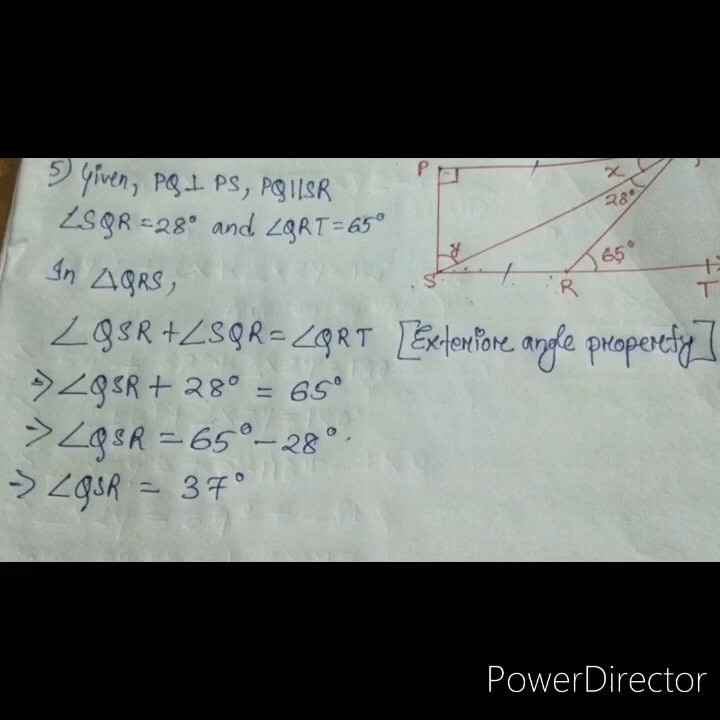 5) Given, PQ⊥ PS, PQ||SR
∠SQR = 28° and ∠QRT = 65°
In △QRS,
∠QSR + ∠SQR = ∠QRT [Exteriore angle property]
⇒ ∠QSR + 28° = 65°
⇒ ∠QSR = 65° - 28°.
⇒ ∠QSR = 37°
P
x
28°
y
65°
S
R
T
PowerDirector